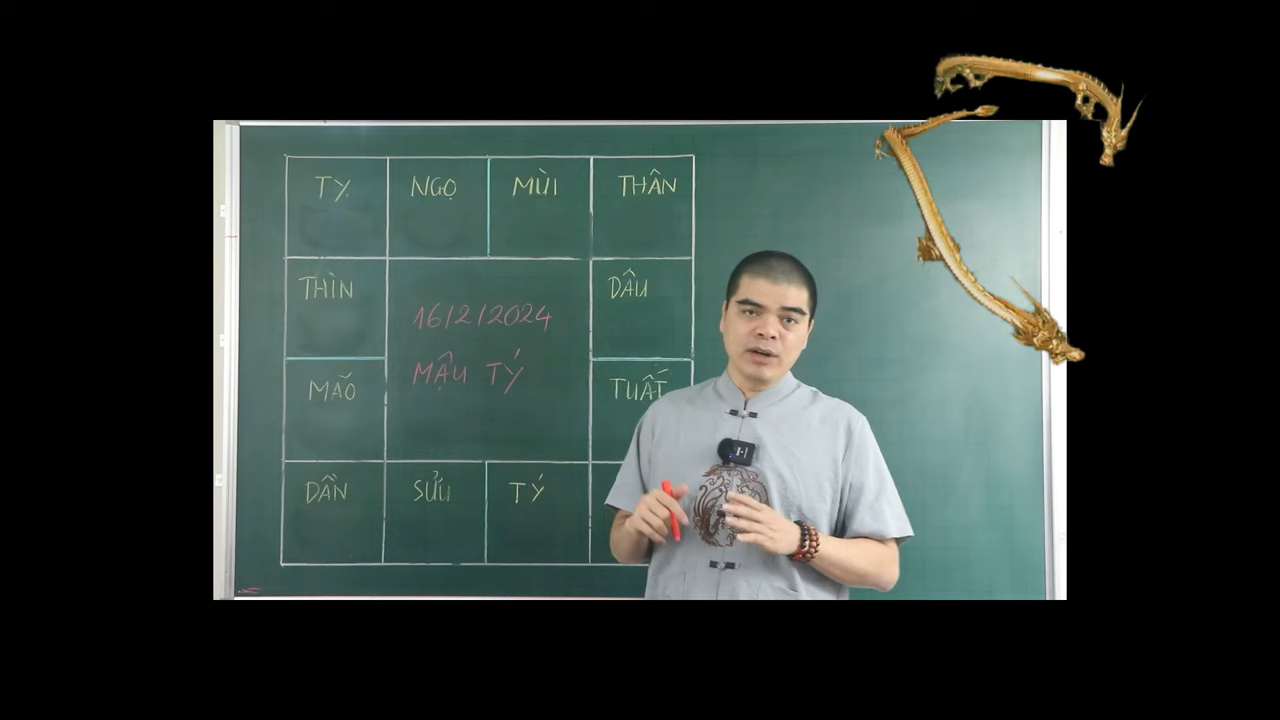 TỴ NGỌ MÙI THÂN
THÌN DẬU
16/2/2024
MẬU TÝ
MÃO TUẤT
DẦN SỬU TÝ